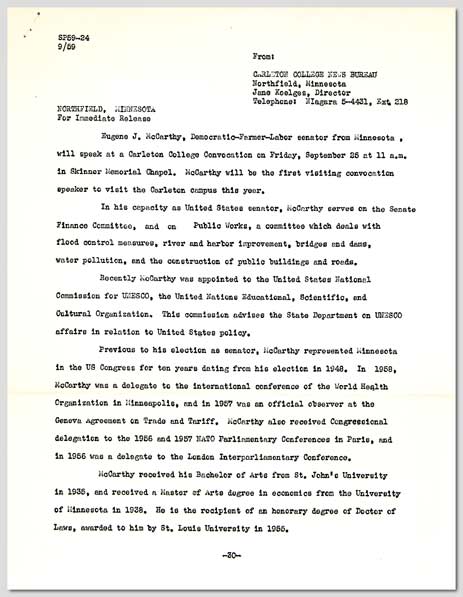 SP59-24
9/59
From:
CARLETON COLLEGE NEWS BUREAU
Northfield, Minnesota
Jane Koelges, Director
Telephone: NIagara 5-4431, Ext. 218
NORTHFIELD, MINNESOTA
For Immediate Release
Eugene J. McCarthy, Democratic-Farmer-Labor senator from Minnesota ,
will speak at a Carleton College Convocation on Friday, September 25 at 11 a.m.
in Skinner Memorial Chapel. McCarthy will be the first visiting convocation
speaker to visit the Carleton campus this year.
In his capacity as United States senator, McCarthy serves on the Senate
Finance Committee, and on Public Works, a committee which deals with
flood control measures, river and harbor improvement, bridges and dams,
water pollution, and the construction of public buildings and roads.
Recently McCarthy was appointed to the United States National
Commission for UNESCO, the United Nations Educational, Scientific, and
Cultural Organization. This commission advises the State Department on UNESCO
affairs in relation to United States policy.
Previous to his election as senator, McCarthy represented Minnesota
in the US Congress for ten years dating from his election in 1948. In 1958,
McCarthy was a delegate to the international conference of the World Health
Organization in Minneapolis, and in 1957 was an official observer at the
Geneva Agreement on Trade and Tariff. McCarthy also received Congressional
delegation to the 1956 and 1957 NATO Parliamentary Conferences in Paris, and
in 1956 was a delegate to the London Interparliamentary Conference.
McCarthy received his Bachelor of Arts from St. John's University
in 1935, and received a Master of Arts degree in economics from the University
of Minnesota in 1938. He is the recipient of an honorary degree of Doctor of
Laws, awarded to him by St. Louis University in 1955.
-30-